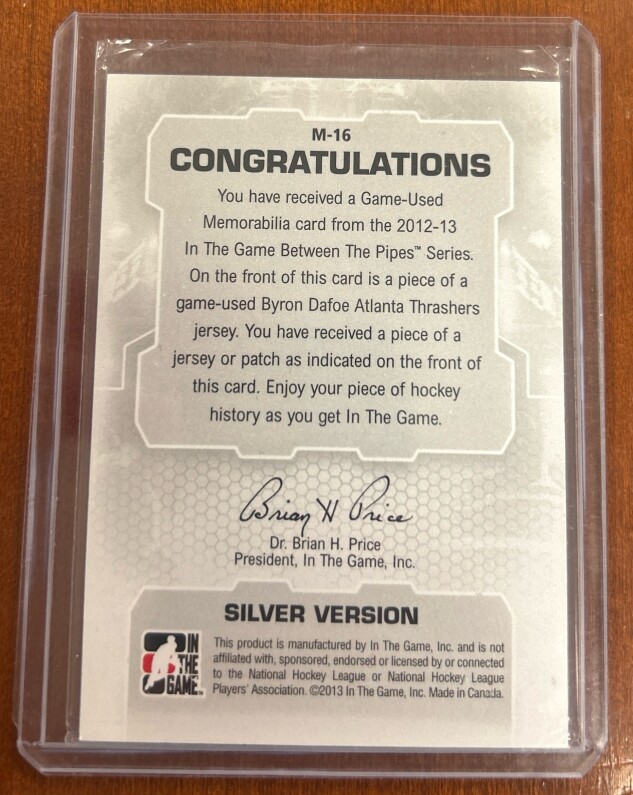 M-16
CONGRATULATIONS
You have received a Game-Used
Memorabilia card from the 2012-13
In The Game Between The Pipes™ Series.
On the front of this card is a piece of a
game-used Byron Dafoe Atlanta Thrashers
jersey. You have received a piece of a
jersey or patch as indicated on the front of
this card. Enjoy your piece of hockey
history as you get In The Game.
Brian H Price
Dr. Brian H. Price
President, In The Game, Inc.
SILVER VERSION
IN
THE
GAME
This product is manufactured by In The Game, Inc. and is not
affiliated with, sponsored, endorsed or licensed by or connected
to the National Hockey League or National Hockey League
Players' Association. ©2013 In The Game, Inc. Made in Canada.